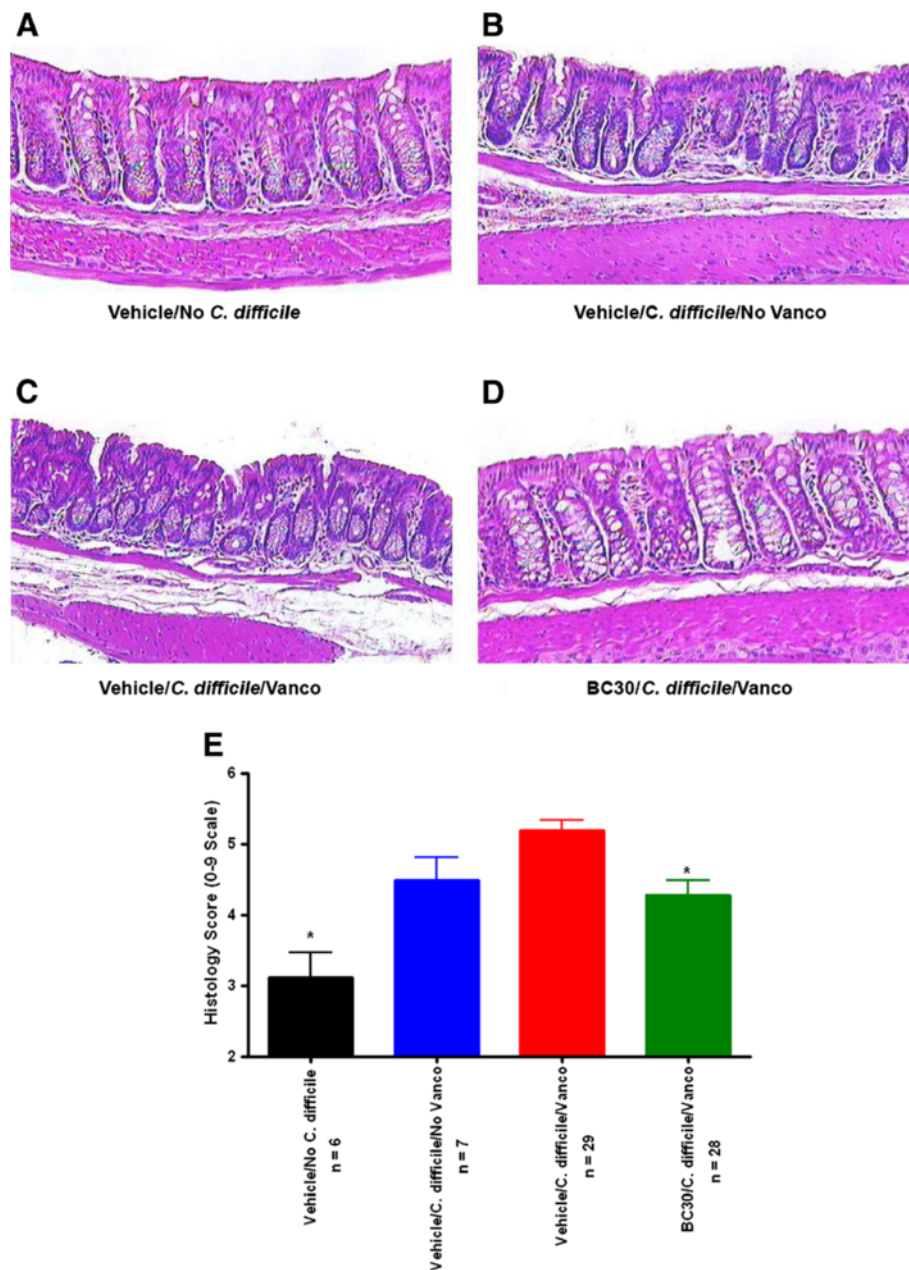 A
B
Vehicle/No C. difficile
Vehicle/C. difficile/No Vanco
C
D
Vehicle/C. difficile/Vanco
BC30/C. difficile/Vanco
E
Histology Score (0-9 Scale)
6
5
4
3
2
*
*
Vehicle/No C. difficile
n = 6
Vehicle/C. difficile/No Vanco
n = 7
Vehicle/C. difficile/Vanco
n = 29
BC30/C. difficile/Vanco
n = 28